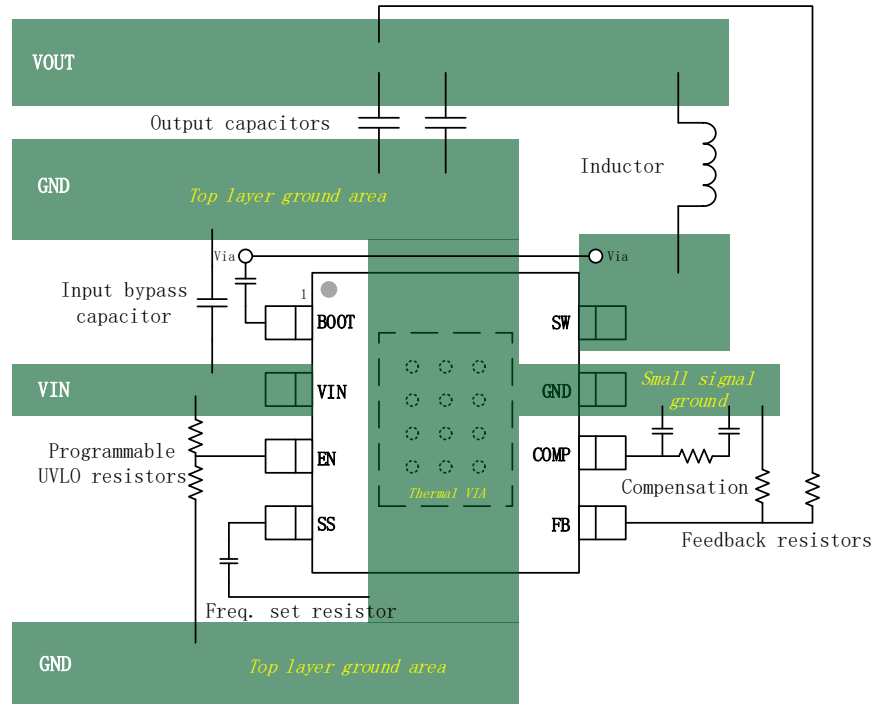 VOUT
Output capacitors
GND
Top layer ground area
Inductor
Via
Via
Input bypass
capacitor
1
BOOT
SW
VIN
VIN
GND
Small signal
ground
Programmable
UVLO resistors
EN
COMP
Compensation
Thermal VIA
SS
FB
Feedback resistors
Freq. set resistor
GND
Top layer ground area